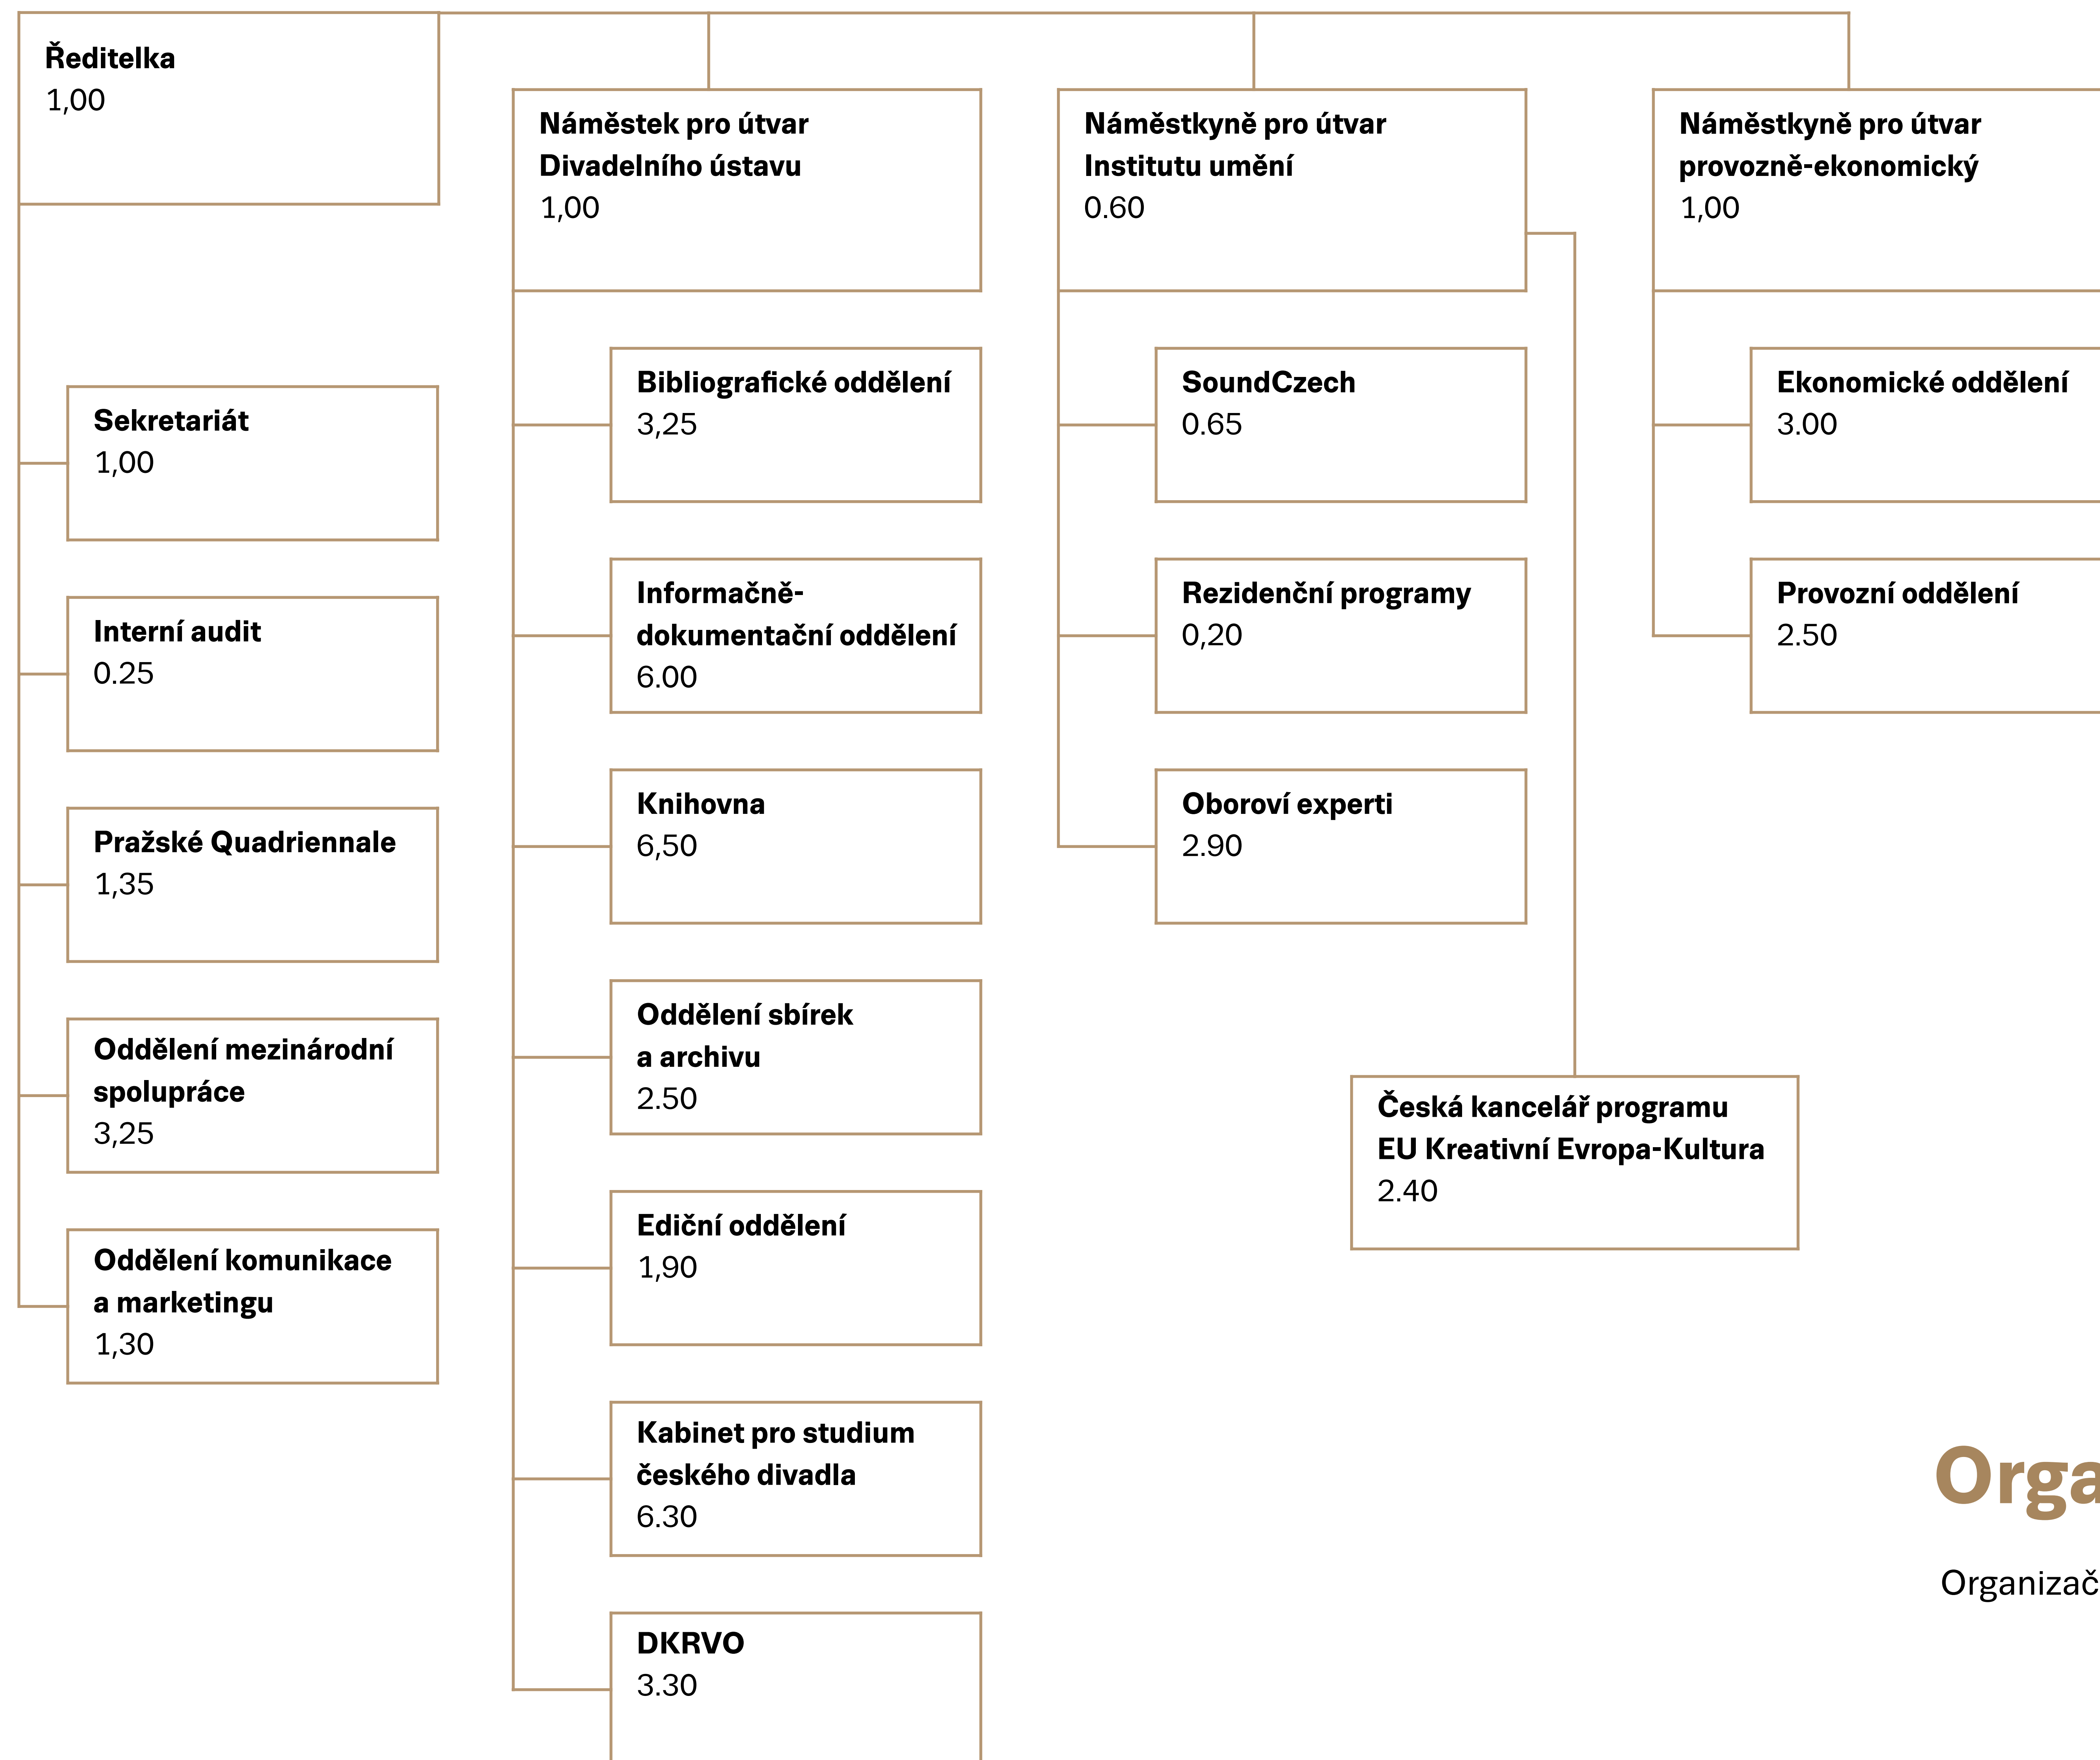 Ředitelka
1,00
Sekretariát
1,00
Interní audit
0.25
Pražské Quadriennale
1,35
Oddělení mezinárodní
spolupráce
3,25
Oddělení komunikace
a marketingu
1,30
Náměstek pro útvar
Divadelního ústavu
1,00
Bibliografické oddělení
3,25
Informačně-
dokumentační oddělení
6.00
Knihovna
6,50
Oddělení sbírek
a archivu
2.50
Ediční oddělení
1,90
Kabinet pro studium
českého divadla
6.30
DKRVO
3.30
Náměstkyně pro útvar
Institutu umění
0.60
SoundCzech
0.65
Rezidenční programy
0,20
Oboroví experti
2.90
Česká kancelář programu
EU Kreativní Evropa-Kultura
2.40
Náměstkyně pro útvar
provozně-ekonomický
1,00
Ekonomické oddělení
3.00
Provozní oddělení
2.50
Orga
Organizač